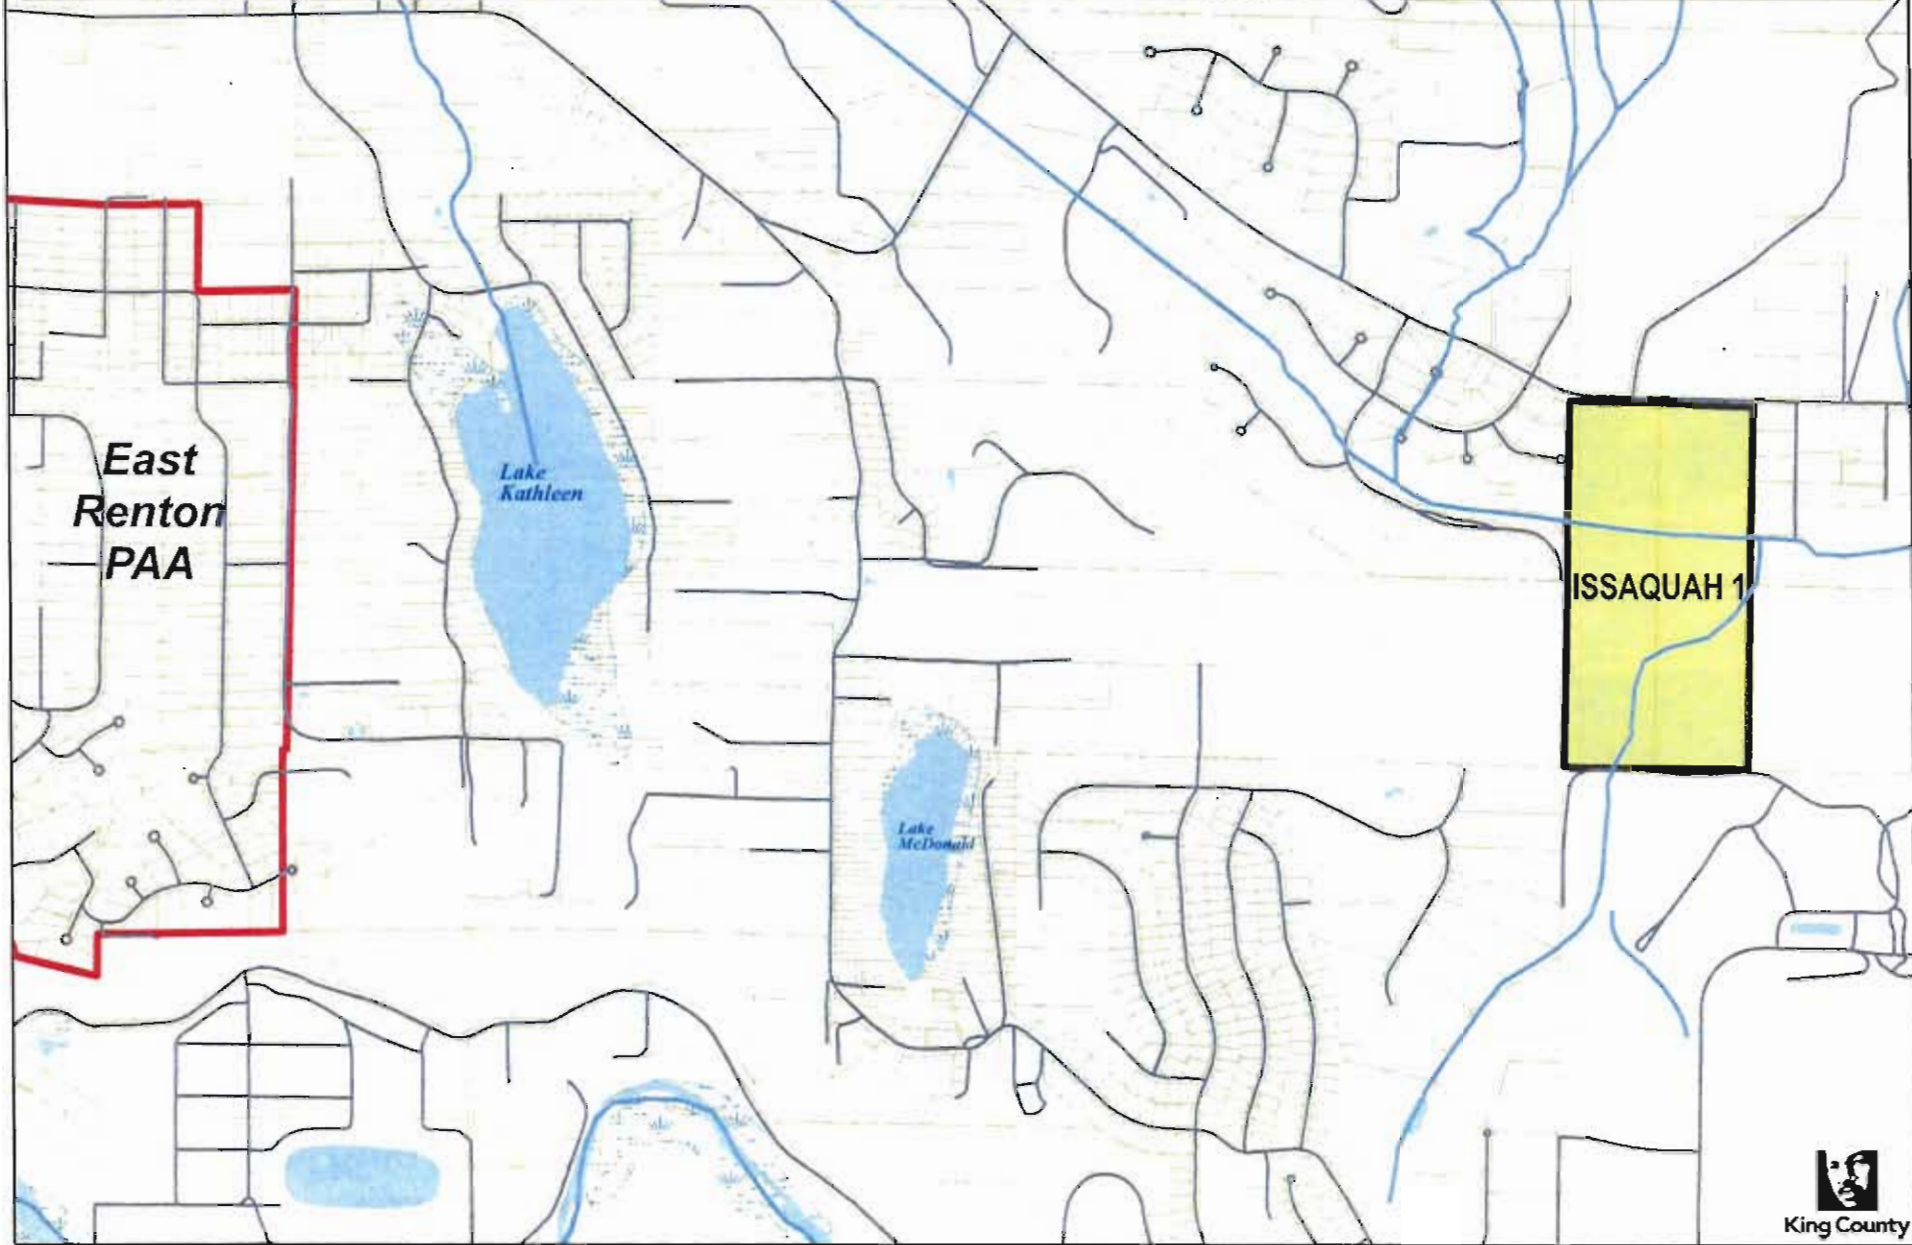 East
Renton
PAA
Lake
Kathleen
ISSAQUAH 1
Lake
McDonald
King County